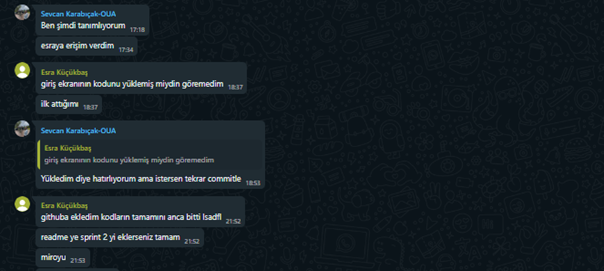 Sevcan Karabıçak-OUA
Ben şimdi tanımlıyorum 17:18
esraya erişim verdim 17:34
Esra Küçükbaş
giriş ekranının kodunu yüklemiş miydin göremedim 18:37
ilk attığımı 18:37
Sevcan Karabıçak-OUA
Esra Küçükbaş
giriş ekranının kodunu yüklemiş miydin göremedim
Yükledim diye hatırlıyorum ama istersen tekrar commitle 18:53
Esra Küçükbaş
githuba ekledim kodların tamamını anca bitti lsadfl 21:52
readme ye sprint 2 yi eklerseniz tamam 21:52
miroyu 21:53